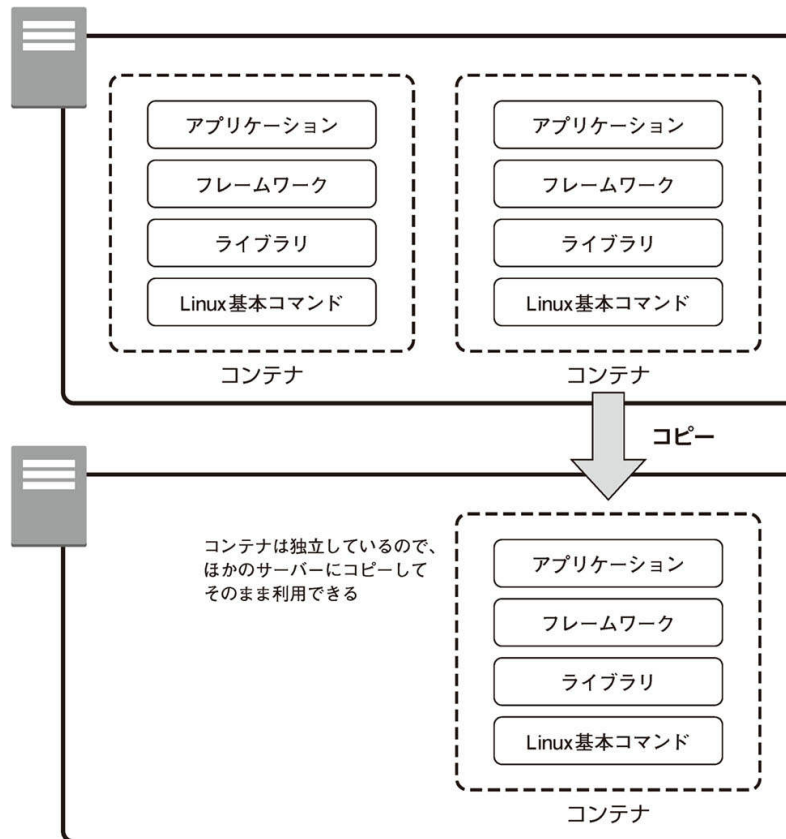 アプリケーション
フレームワーク
ライブラリ
Linux基本コマンド
コンテナ
アプリケーション
フレームワーク
ライブラリ
Linux基本コマンド
コンテナ
コピー
コンテナは独立しているので、
ほかのサーバーにコピーして
そのまま利用できる
アプリケーション
フレームワーク
ライブラリ
Linux基本コマンド
コンテナ